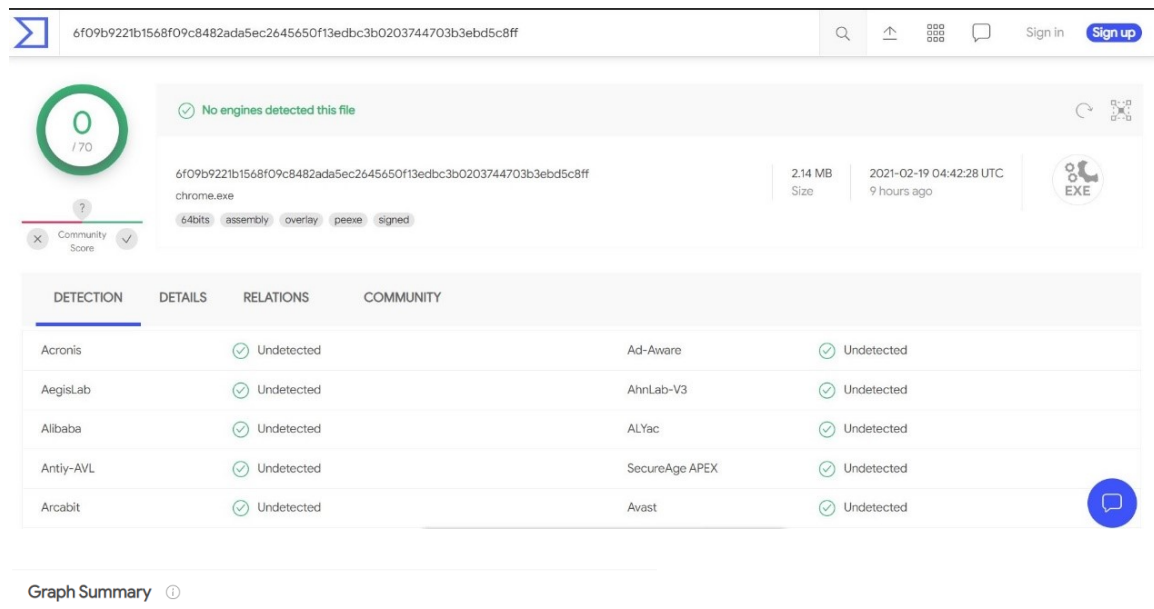 6f09b9221b1568f09c8482ada5ec2645650f13edbc3b0203744703b3ebd5c8ff
Sign in
Sign up
0
/ 70
?
Community
Score
No engines detected this file
6f09b9221b1568f09c8482ada5ec2645650f13edbc3b0203744703b3ebd5c8ff
chrome.exe
64bits assembly overlay peexe signed
2.14 MB
Size
2021-02-19 04:42:28 UTC
9 hours ago
EXE
DETECTION DETAILS RELATIONS COMMUNITY
Acronis Undetected Ad-Aware Undetected
AegisLab Undetected AhnLab-V3 Undetected
Alibaba Undetected ALYac Undetected
Antiy-AVL Undetected SecureAge APEX Undetected
Arcabit Undetected Avast Undetected
Graph Summary